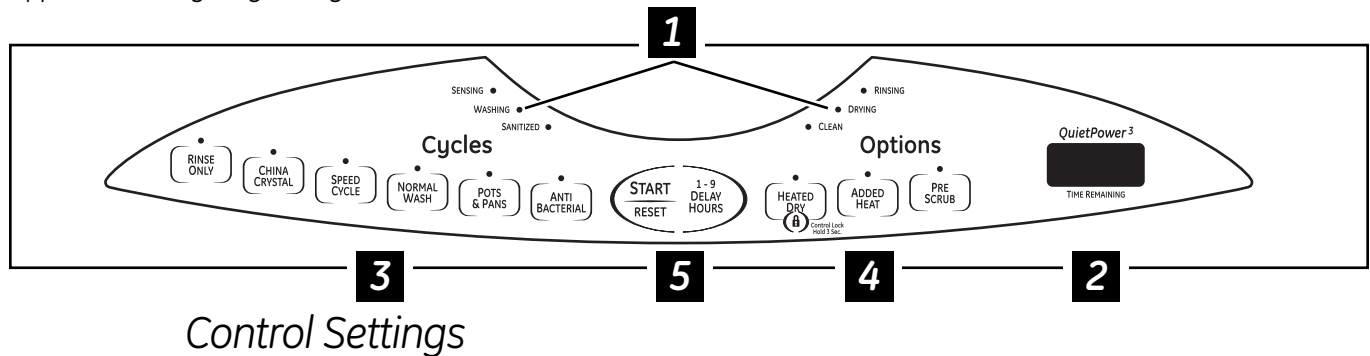 1
SENSING
WASHING
SANITIZED
RINSING
DRYING
CLEAN
Cycles
Options
QuietPower 3
RINSE
ONLY
CHINA
CRYSTAL
SPEED
CYCLE
NORMAL
WASH
POTS
& PANS
ANTI
BACTERIAL
START
RESET
1 - 9
DELAY
HOURS
HEATED
DRY
Control Lock
Hold 3 Sec.
ADDED
HEAT
PRE
SCRUB
TIME REMAINING
3
5
4
2
Control Settings